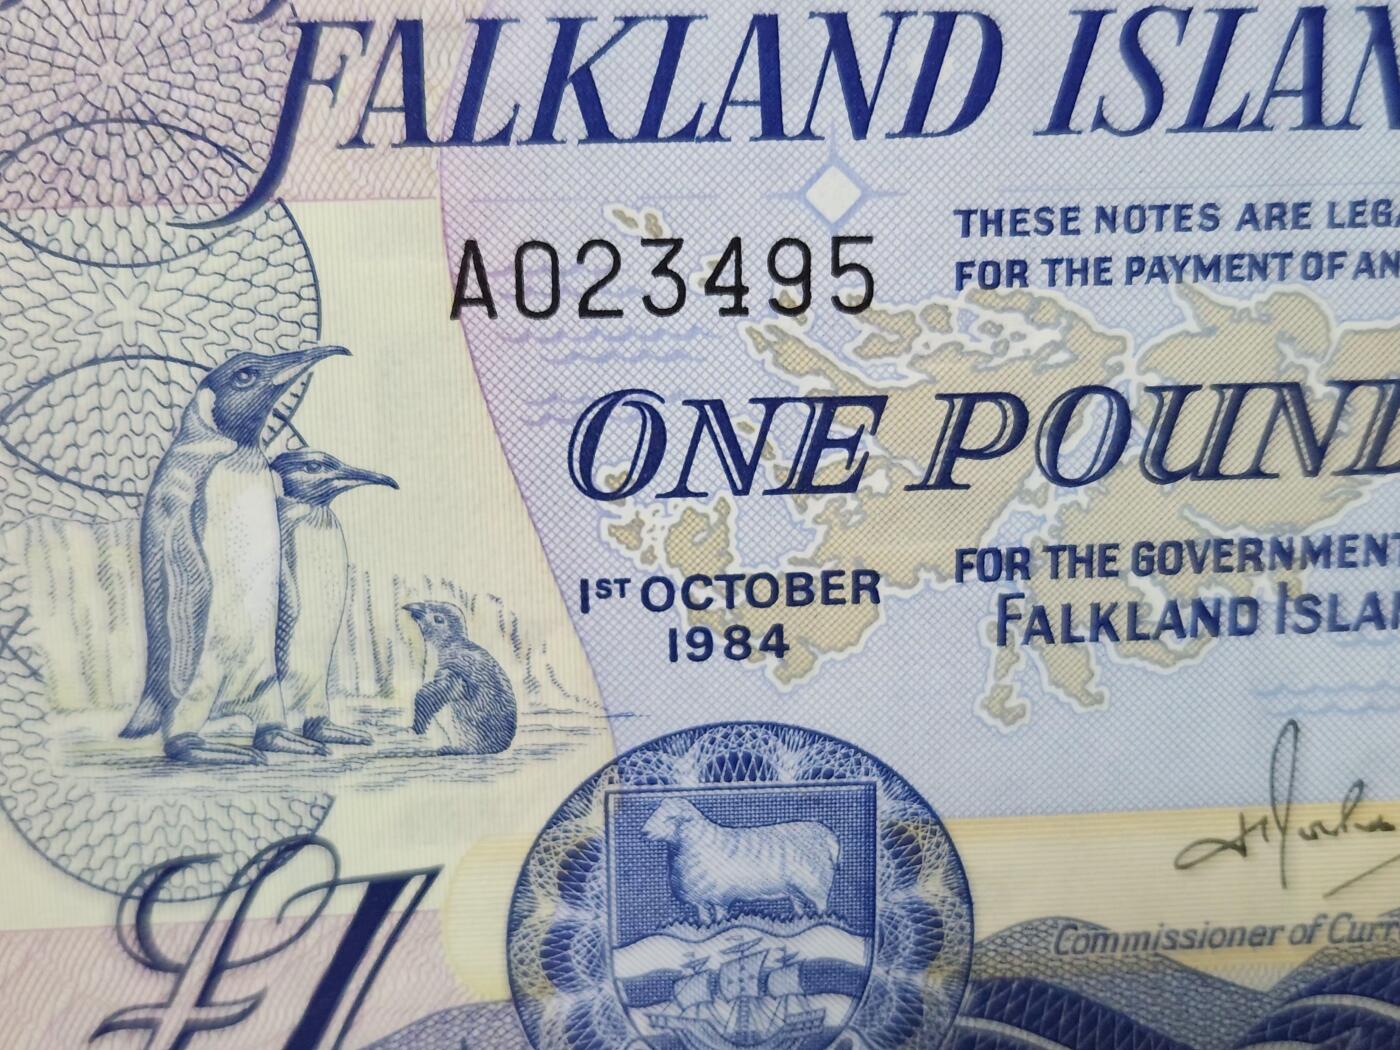 FALKLAND ISLAN
THESE NOTES ARE LEGA
FOR THE PAYMENT OF AN
A023495
ONE POUND
1ST OCTOBER
1984
FOR THE GOVERNMENT
FALKLAND ISLAN
Commissioner of Curr
£1